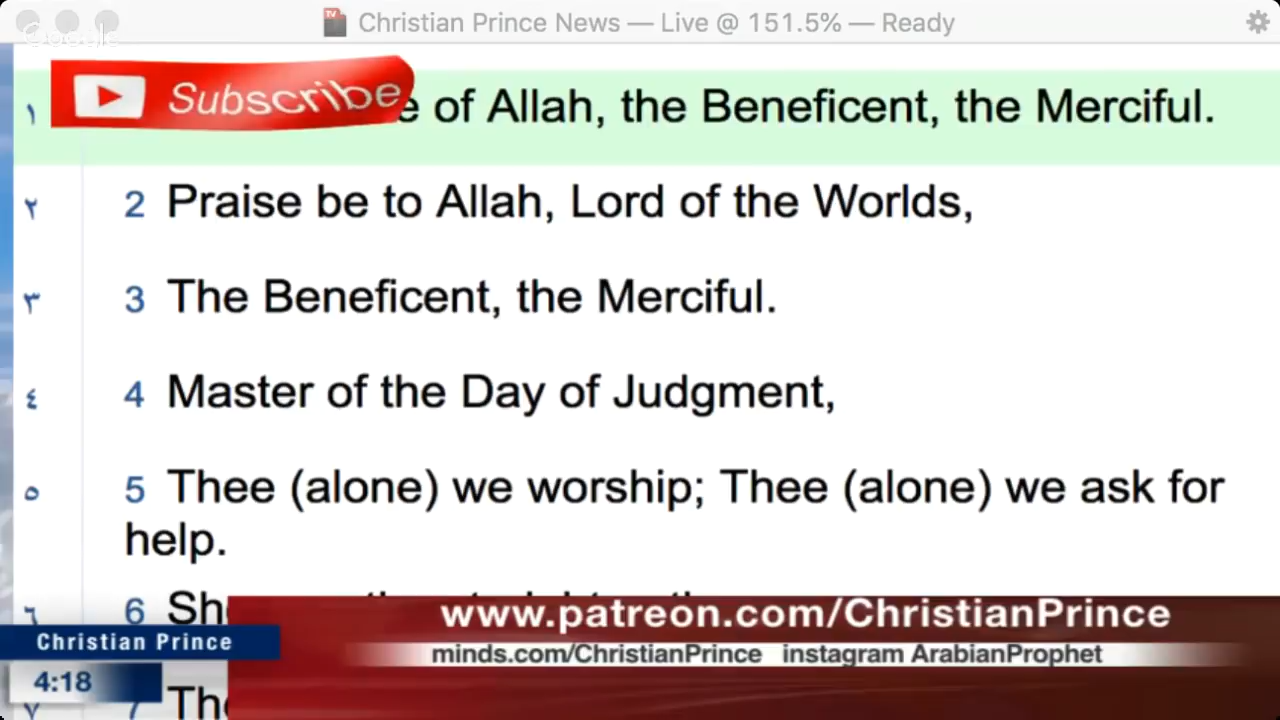 Christian Prince News — Live @ 151.5% — Ready
Google
TV
Subscribe
١ e of Allah, the Beneficent, the Merciful.
٢ 2 Praise be to Allah, Lord of the Worlds,
٣ 3 The Beneficent, the Merciful.
٤ 4 Master of the Day of Judgment,
٥ 5 Thee (alone) we worship; Thee (alone) we ask for
help.
٦ 6
www.patreon.com/ChristianPrince
Christian Prince
minds.com/ChristianPrince instagram ArabianProphet
4:18
٧ 7